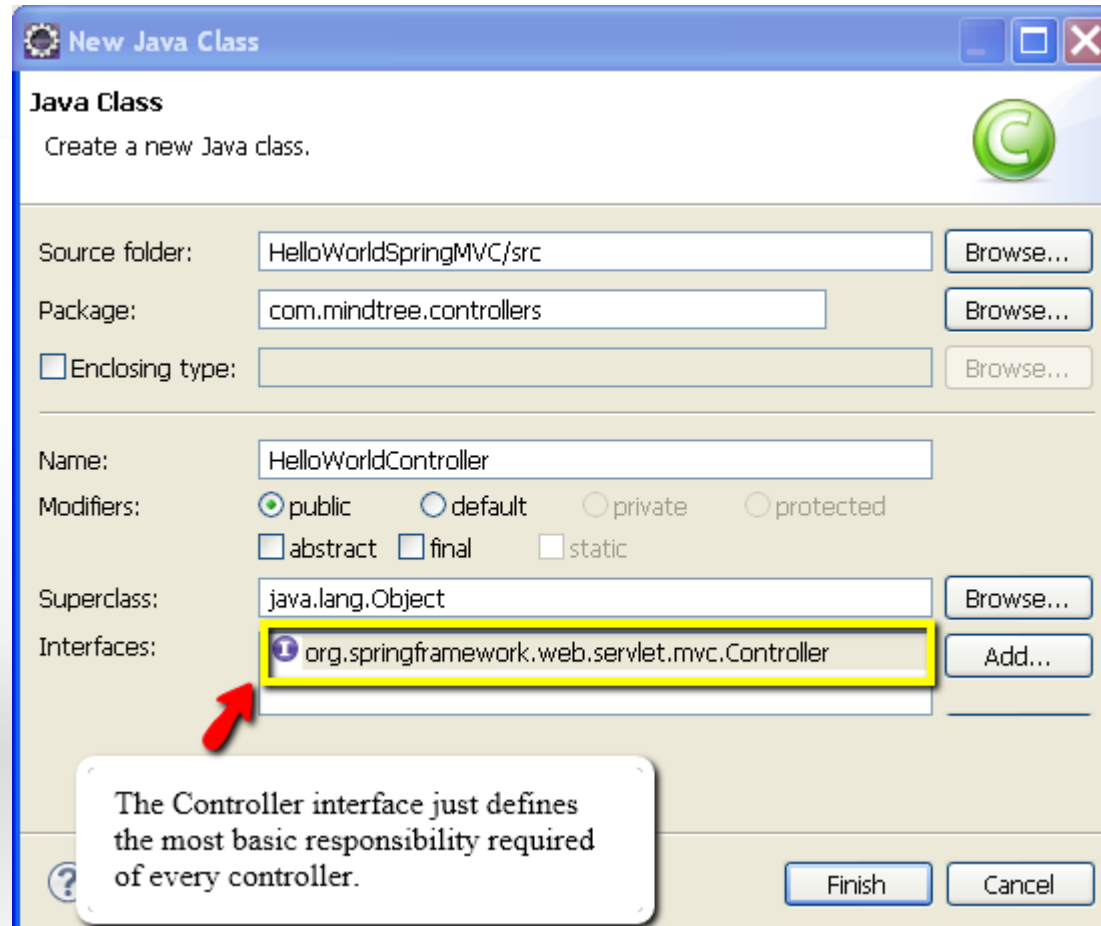 New Java Class
Java Class
Create a new Java class.
Source folder: HelloWorldSpringMVC/src Browse...
Package: com.mindtree.controllers Browse...
Enclosing type: Browse...
Name: HelloWorldController
Modifiers: public default private protected
abstract final static
Superclass: java.lang.Object Browse...
Interfaces: org.springframework.web.servlet.mvc.Controller Add...
The Controller interface just defines
the most basic responsibility required
of every controller.
? Finish Cancel